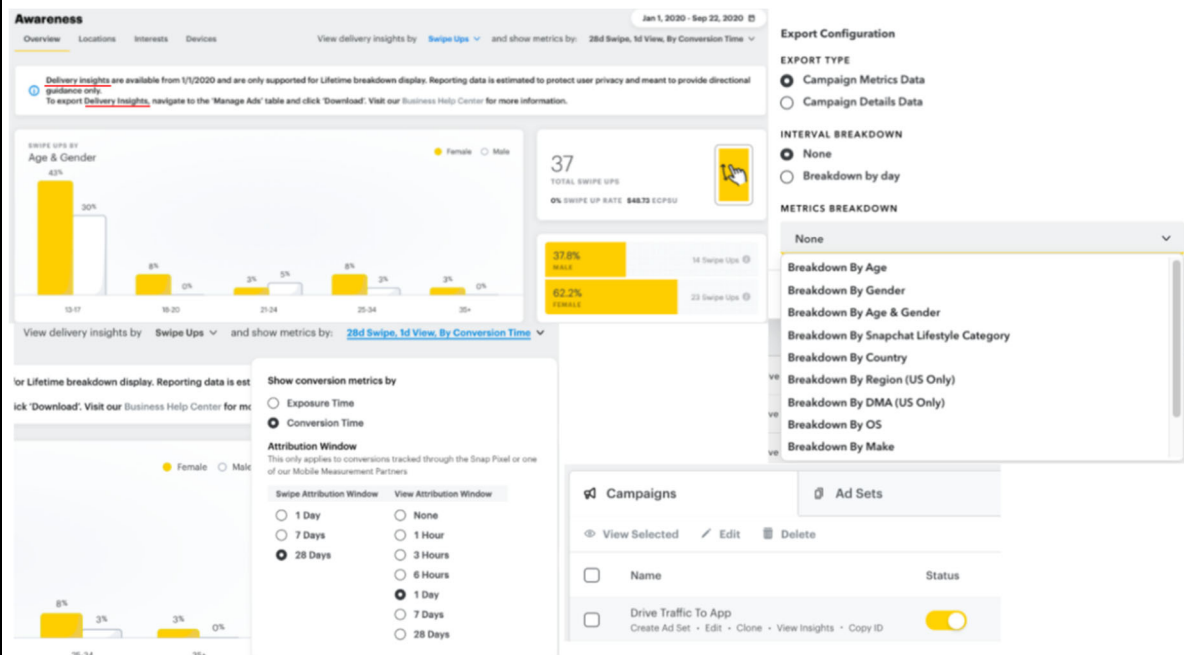 Awareness
Jan 1, 2020 - Sep 22, 2020
Overview Locations Interests Devices
View delivery insights by Swipe Ups and show metrics by: 28d Swipe, 1d View, By Conversion Time
Delivery insights are available from 1/1/2020 and are only supported for Lifetime breakdown display. Reporting data is estimated to protect user privacy and meant to provide directional
guidance only.
To export Delivery Insights, navigate to the 'Manage Ads' table and click 'Download'. Visit our Business Help Center for more information.
SWIPE UPS BY
Age & Gender
Female Male
43%
30%
8%
0%
3%
5%
8%
3%
3%
0%
13-17 18-20 21-24 25-34 35+
37
TOTAL SWIPE UPS
0% SWIPE UP RATE $48.73 ECPSU
37.8%
MALE
14 Swipe Ups
62.2%
FEMALE
23 Swipe Ups
Export Configuration
EXPORT TYPE
Campaign Metrics Data
Campaign Details Data
INTERVAL BREAKDOWN
None
Breakdown by day
METRICS BREAKDOWN
None
Breakdown By Age
Breakdown By Gender
Breakdown By Age & Gender
Breakdown By Snapchat Lifestyle Category
Breakdown By Country
Breakdown By Region (US Only)
Breakdown By DMA (US Only)
Breakdown By OS
Breakdown By Make
ve
ve
ve
View delivery insights by Swipe Ups and show metrics by: 28d Swipe, 1d View, By Conversion Time
for Lifetime breakdown display. Reporting data is est
ick 'Download'. Visit our Business Help Center for mo
Female Male
8%
3%
3%
0%
25-34 35+
Show conversion metrics by
Exposure Time
Conversion Time
Attribution Window
This only applies to conversions tracked through the Snap Pixel or one
of our Mobile Measurement Partners
Swipe Attribution Window View Attribution Window
1 Day None
7 Days 1 Hour
28 Days 3 Hours
6 Hours
1 Day
7 Days
28 Days
Campaigns Ad Sets
View Selected Edit Delete
Name Status
Drive Traffic To App
Create Ad Set • Edit • Clone • View Insights • Copy ID